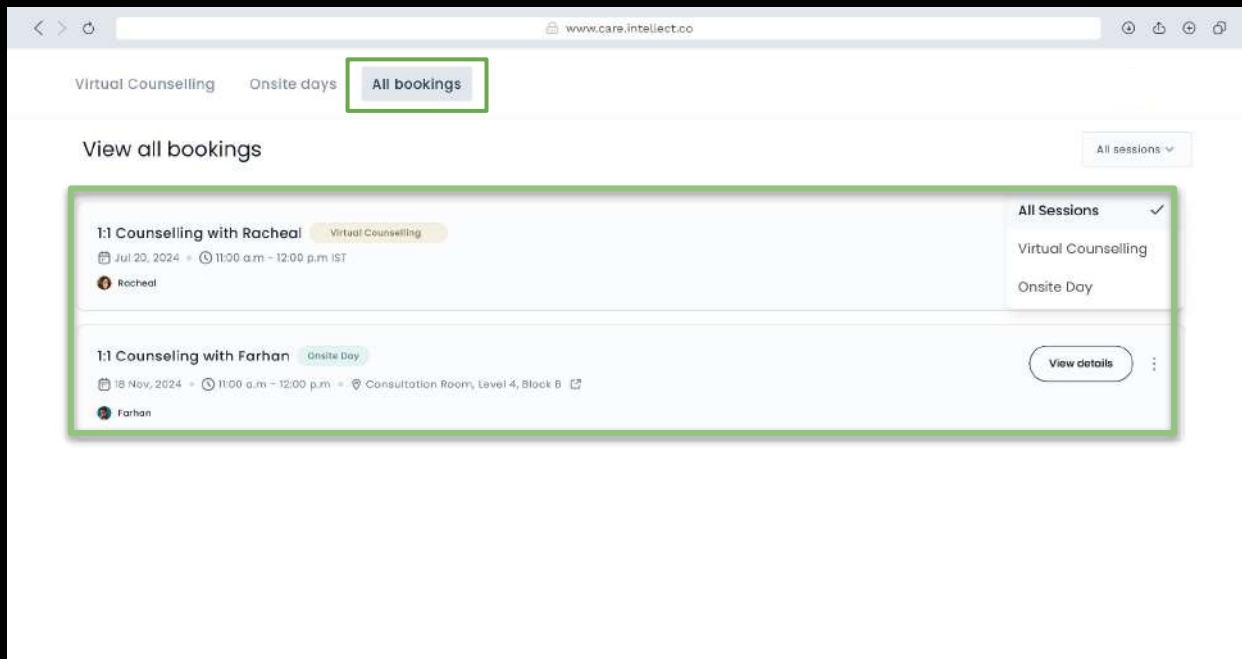 www.care.intellect.co
Virtual Counselling Onsite days All bookings
View all bookings
All sessions
All Sessions
Virtual Counselling
Onsite Day
1:1 Counselling with Racheal Virtual Counselling
Jul 20, 2024 • 11:00 a.m - 12:00 p.m IST
Racheal
1:1 Counseling with Farhan Onsite Day
18 Nov, 2024 • 11:00 a.m - 12:00 p.m • Consultation Room, Level 4, Block B
Farhan
View details